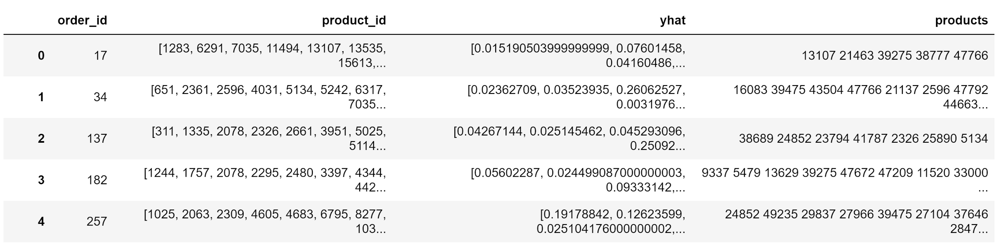 order_id product_id yhat products
0 17 [1283, 6291, 7035, 11494, 13107, 13535, 15613,... [0.015190503999999999, 0.07601458, 0.04160486,... 13107 21463 39275 38777 47766
1 34 [651, 2361, 2596, 4031, 5134, 5242, 6317, 7035... [0.02362709, 0.03523935, 0.26062527, 0.0031976... 16083 39475 43504 47766 21137 2596 47792 44663...
2 137 [311, 1335, 2078, 2326, 2661, 3951, 5025, 5114... [0.04267144, 0.025145462, 0.045293096, 0.25092... 38689 24852 23794 41787 2326 25890 5134
3 182 [1244, 1757, 2078, 2295, 2480, 3397, 4344, 442... [0.05602287, 0.024499087000000003, 0.09333142,... 9337 5479 13629 39275 47672 47209 11520 33000 ...
4 257 [1025, 2063, 2309, 4605, 4683, 6795, 8277, 103... [0.19178842, 0.12623599, 0.025104176000000002,... 24852 49235 29837 27966 39475 27104 37646 2847...